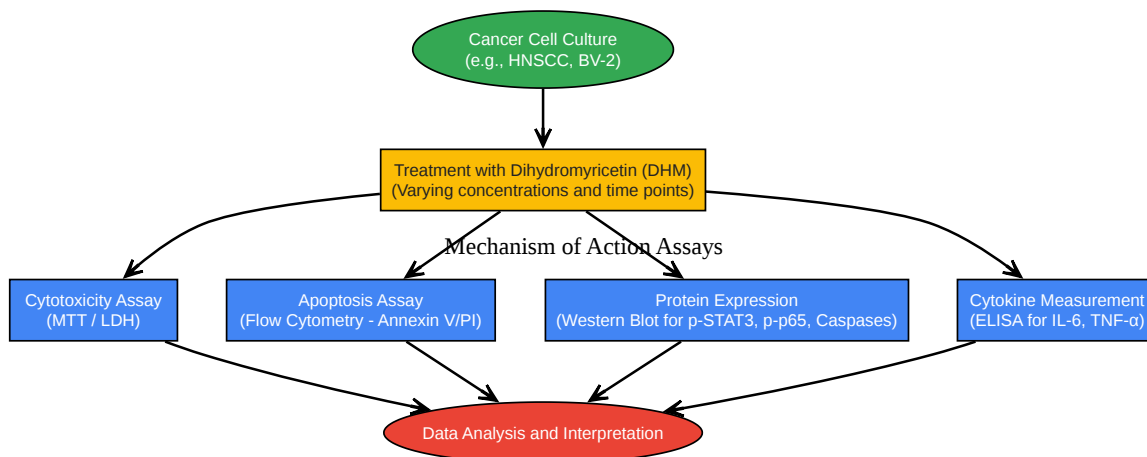 Cancer Cell Culture
(e.g., HNSCC, BV-2)
Treatment with Dihydromyricetin (DHM)
(Varying concentrations and time points)
Mechanism of Action Assays
Cytotoxicity Assay
(MTT / LDH)
Apoptosis Assay
(Flow Cytometry - Annexin V/PI)
Protein Expression
(Western Blot for p-STAT3, p-p65, Caspases)
Cytokine Measurement
(ELISA for IL-6, TNF-α)
Data Analysis and Interpretation